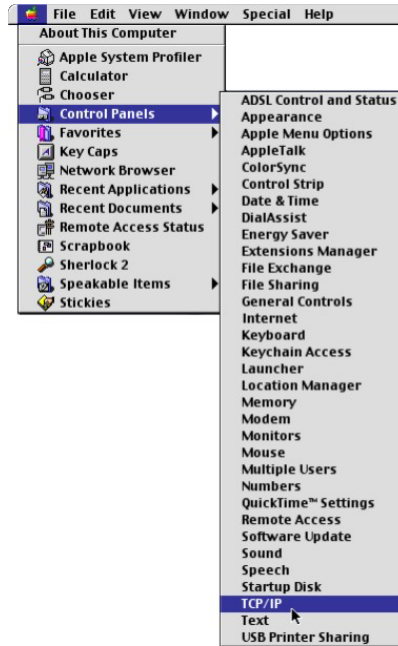 File Edit View Window Special Help
About This Computer
Apple System Profiler
Calculator
Chooser
Control Panels
Favorites
Key Caps
Network Browser
Recent Applications
Recent Documents
Remote Access Status
Scrapbook
Sherlock 2
Speakable Items
Stickies
ADSL Control and Status
Appearance
Apple Menu Options
AppleTalk
ColorSync
Control Strip
Date & Time
DialAssist
Energy Saver
Extensions Manager
File Exchange
File Sharing
General Controls
Internet
Keyboard
Keychain Access
Launcher
Location Manager
Memory
Modem
Monitors
Mouse
Multiple Users
Numbers
QuickTime™ Settings
Remote Access
Software Update
Sound
Speech
Startup Disk
TCP/IP
Text
USB Printer Sharing